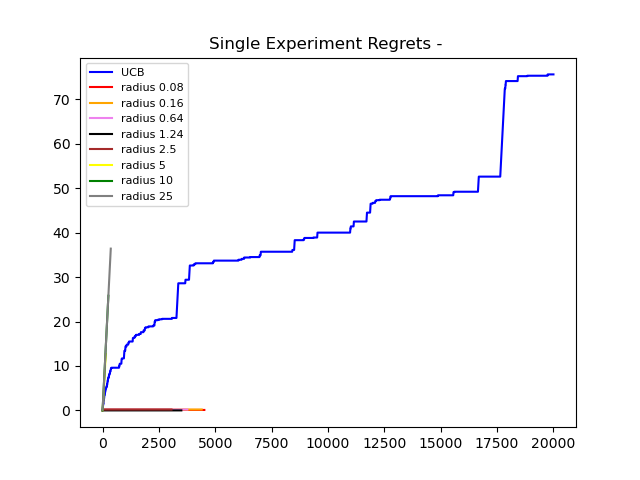 Single Experiment Regrets -
UCB
radius 0.08
radius 0.16
radius 0.64
radius 1.24
radius 2.5
radius 5
radius 10
radius 25
70
60
50
40
30
20
10
0
0 2500 5000 7500 10000 12500 15000 17500 20000